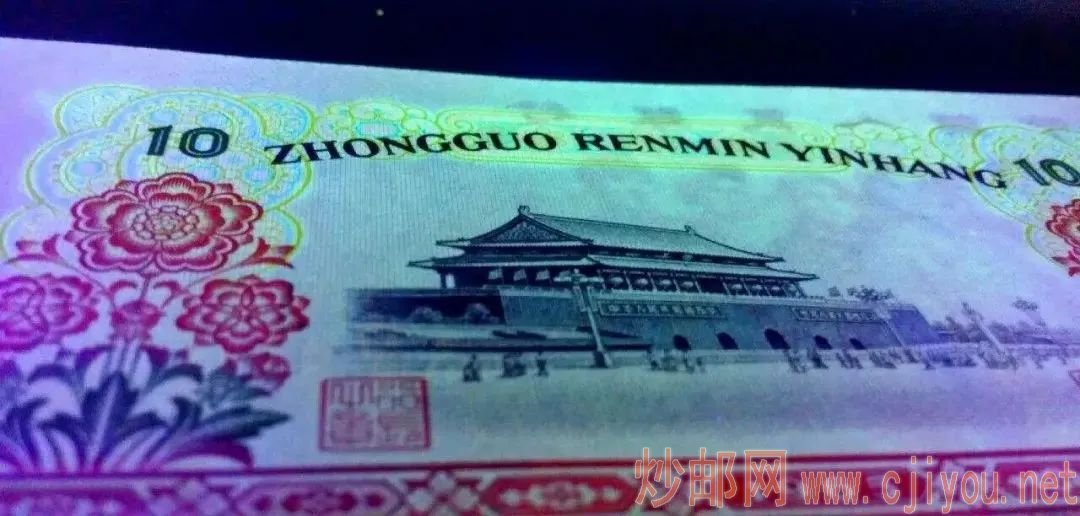 10 ZHONGGUO RENMIN YINHANG 10
炒邮网 www.cjiyou.net